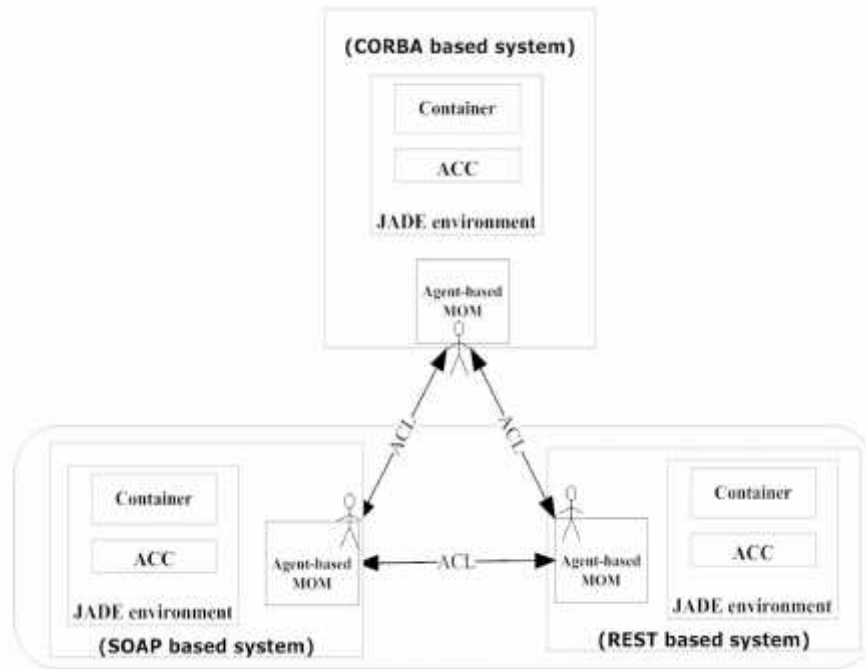 (CORBA based system)
Container
ACC
JADE environment
Agent-based
MOM
ACL
ACL
Container
ACC
JADE environment
(SOAP based system)
Agent-based
MOM
ACL
Agent-based
MOM
Container
ACC
JADE environment
(REST based system)